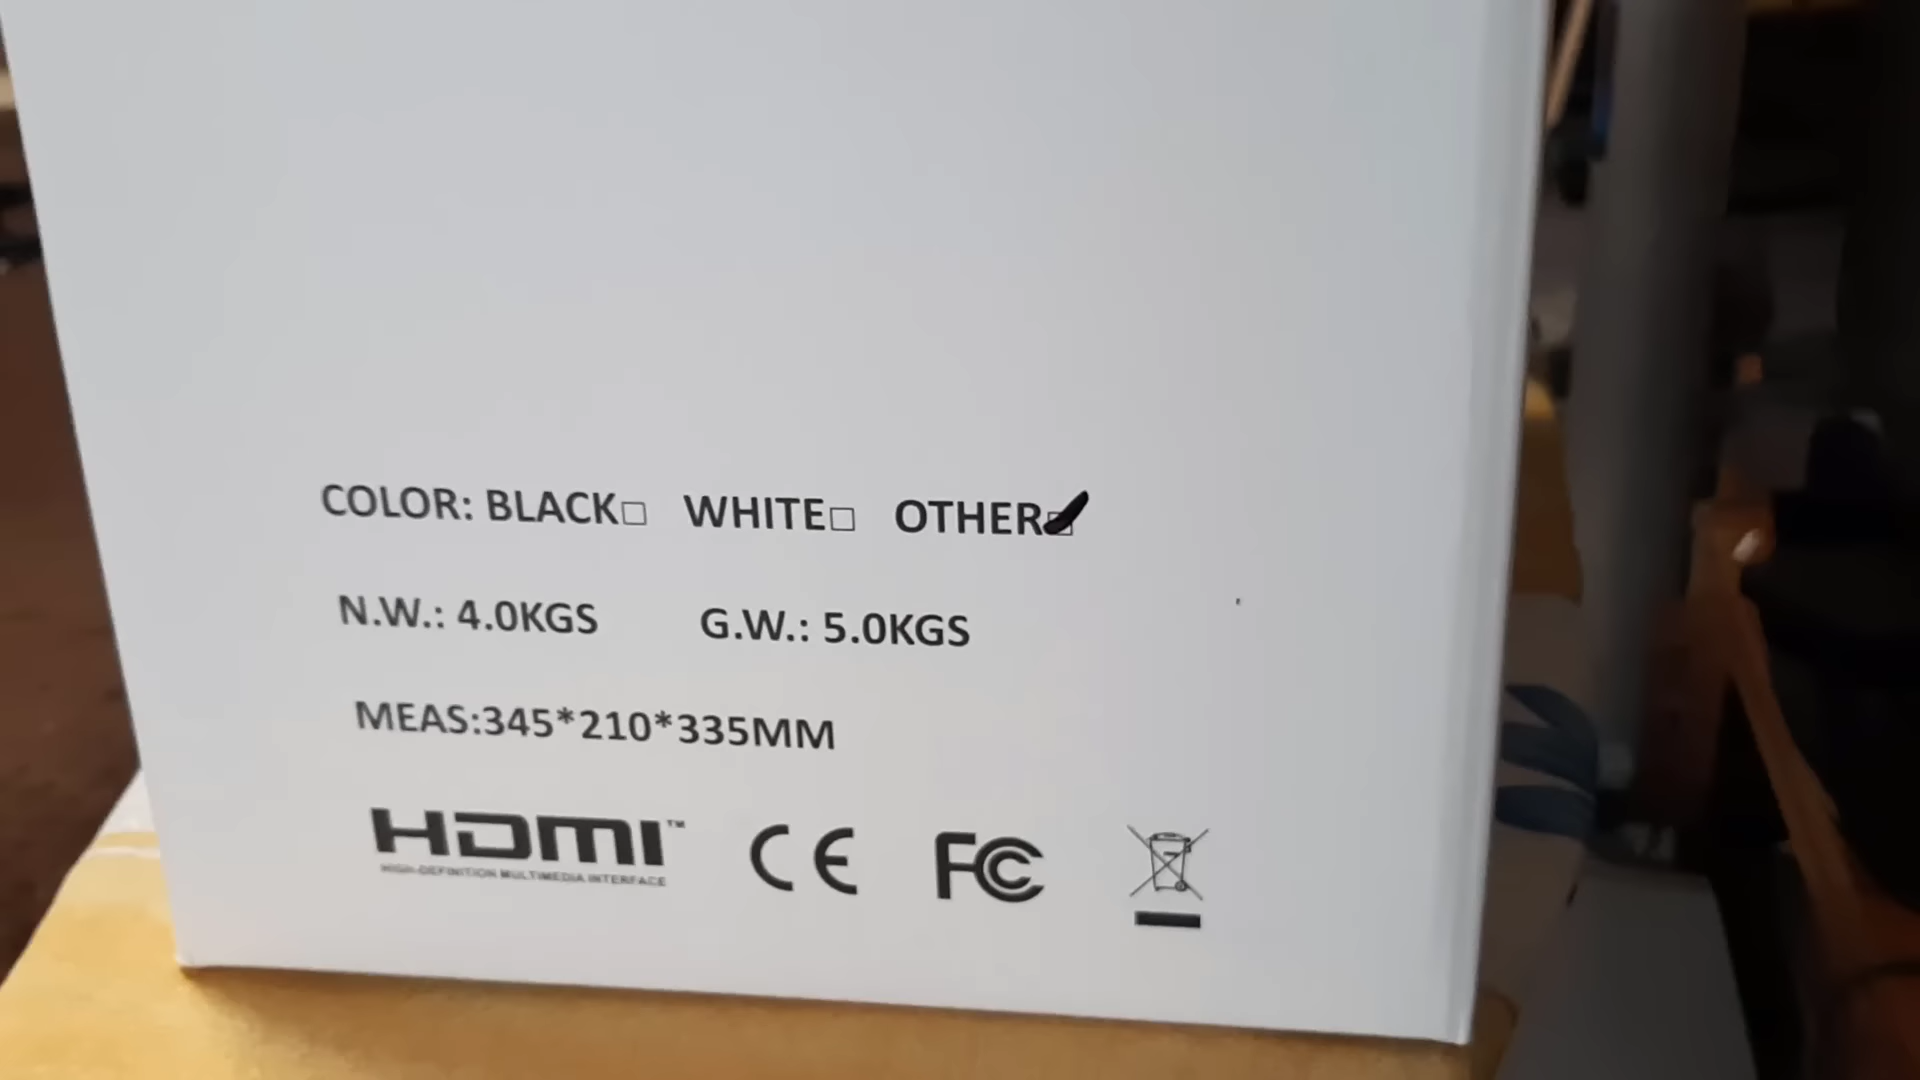 COLOR: BLACK□ WHITE□ OTHER☑
N.W.: 4.0KGS G.W.: 5.0KGS
MEAS:345*210*335MM
HDMI™ CE FC
HIGH-DEFINITION MULTIMEDIA INTERFACE